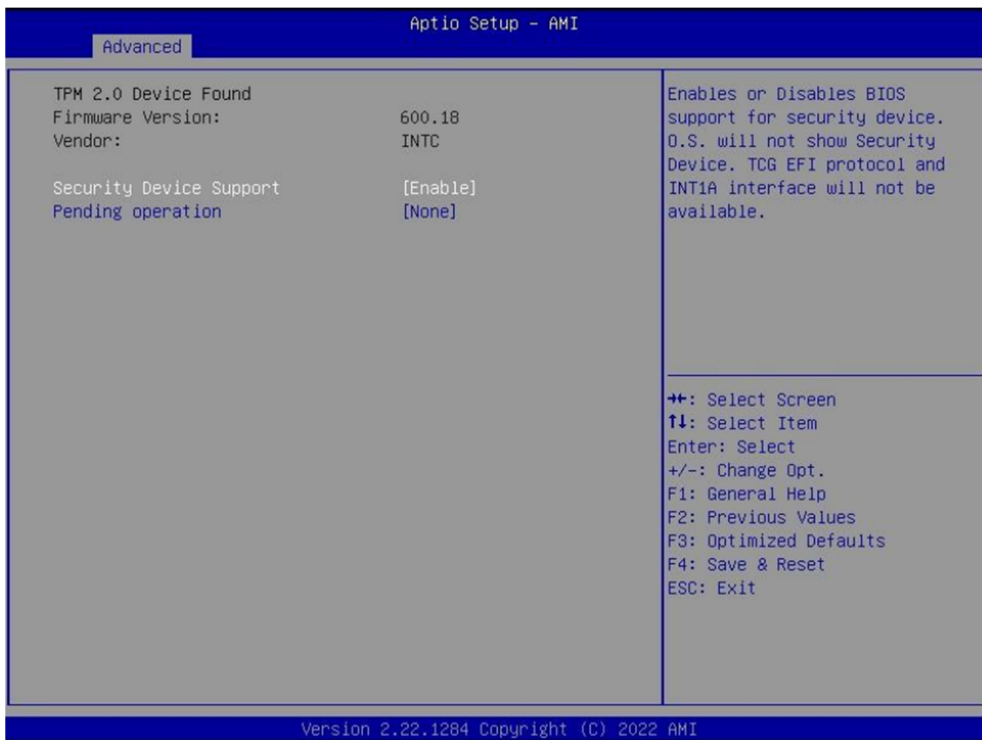 Aptio Setup - AMI
Advanced
TPM 2.0 Device Found
Firmware Version: 600.18
Vendor: INTC
Security Device Support [Enable]
Pending operation [None]
Enables or Disables BIOS
support for security device.
O.S. will not show Security
Device. TCG EFI protocol and
INT1A interface will not be
available.
→←: Select Screen
↑↓: Select Item
Enter: Select
+/-: Change Opt.
F1: General Help
F2: Previous Values
F3: Optimized Defaults
F4: Save & Reset
ESC: Exit
Version 2.22.1284 Copyright (C) 2022 AMI